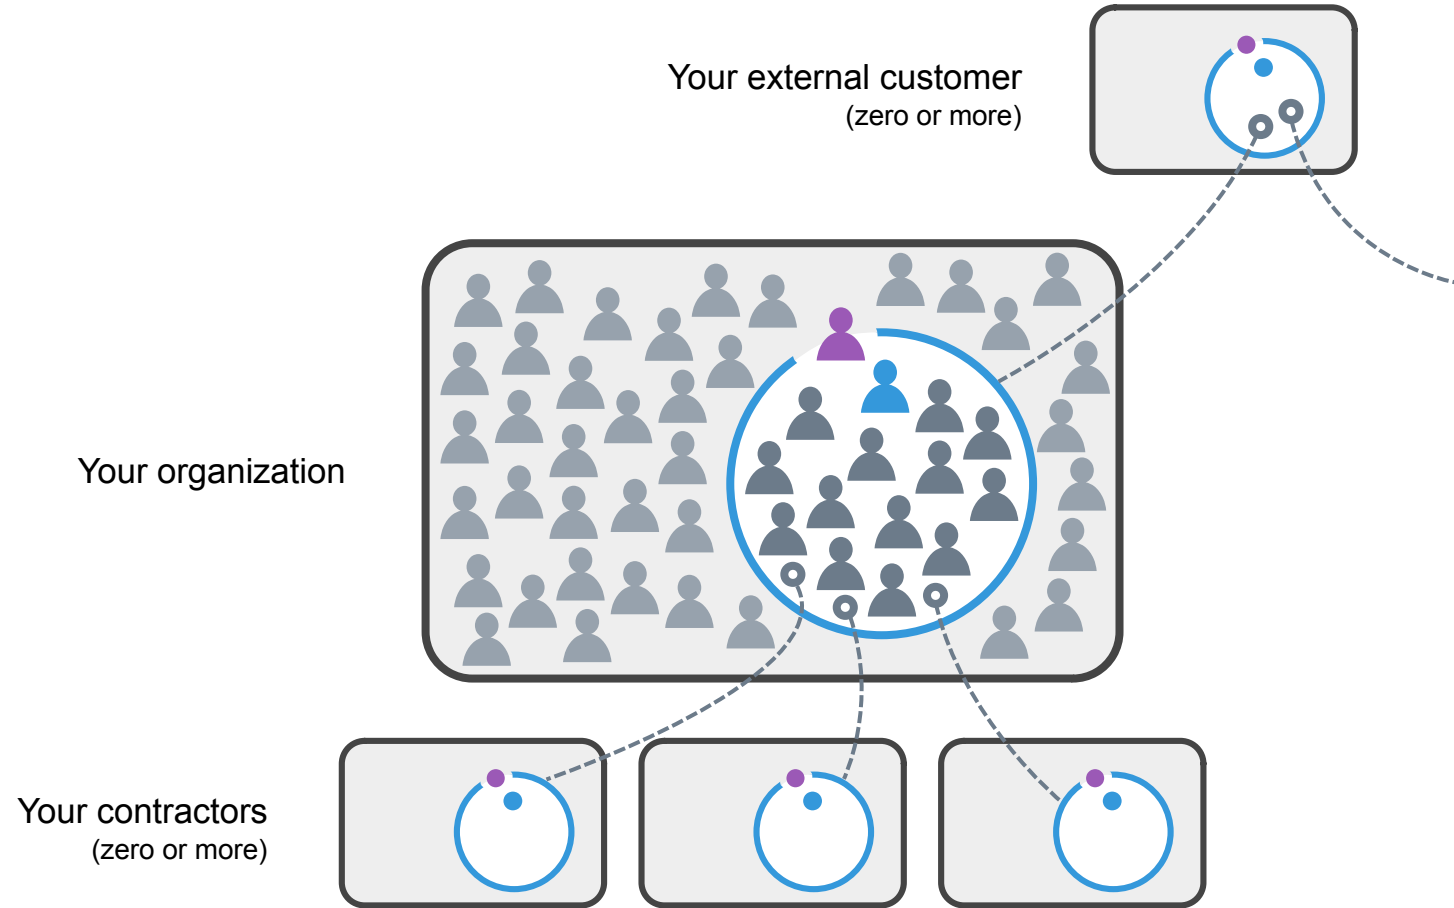 Your external customer
(zero or more)
Your organization
Your contractors
(zero or more)